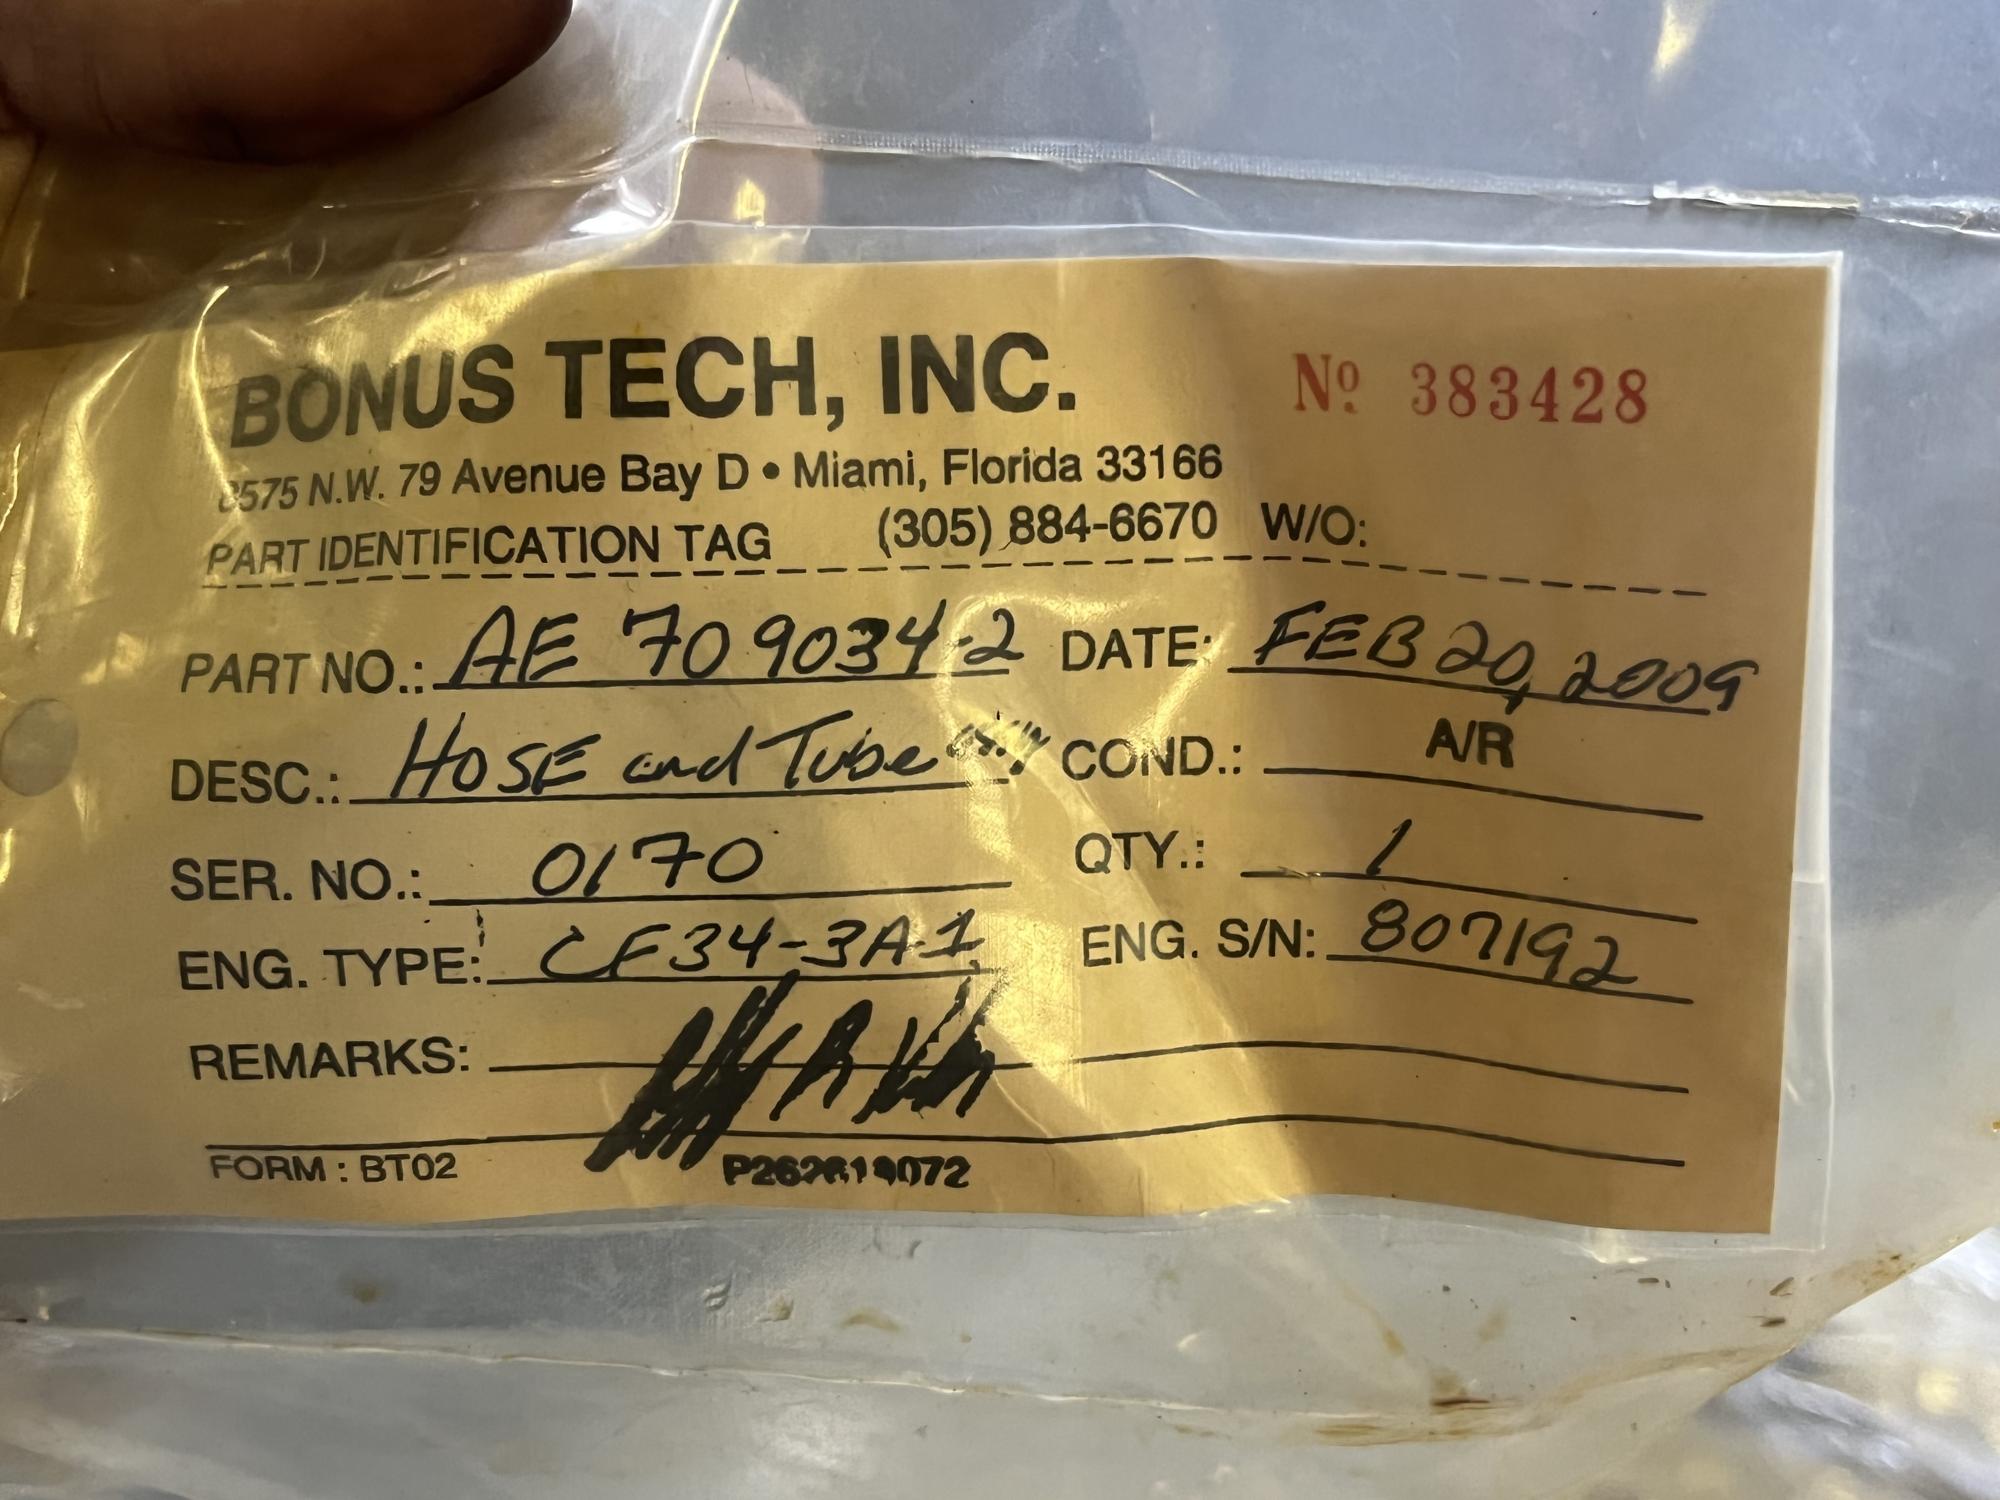 BONUS TECH, INC. Nº 383428
8575 N.W. 79 Avenue Bay D • Miami, Florida 33166
PART IDENTIFICATION TAG (305) 884-6670 W/O:
PART NO.: AE 709034-2 DATE: FEB 20, 2009
DESC.: HOSE and Tube COND.: A/R
SER. NO.: 0170 QTY.: 1
ENG. TYPE: CF34-3A1 ENG. S/N: 807192
REMARKS:
FORM : BT02